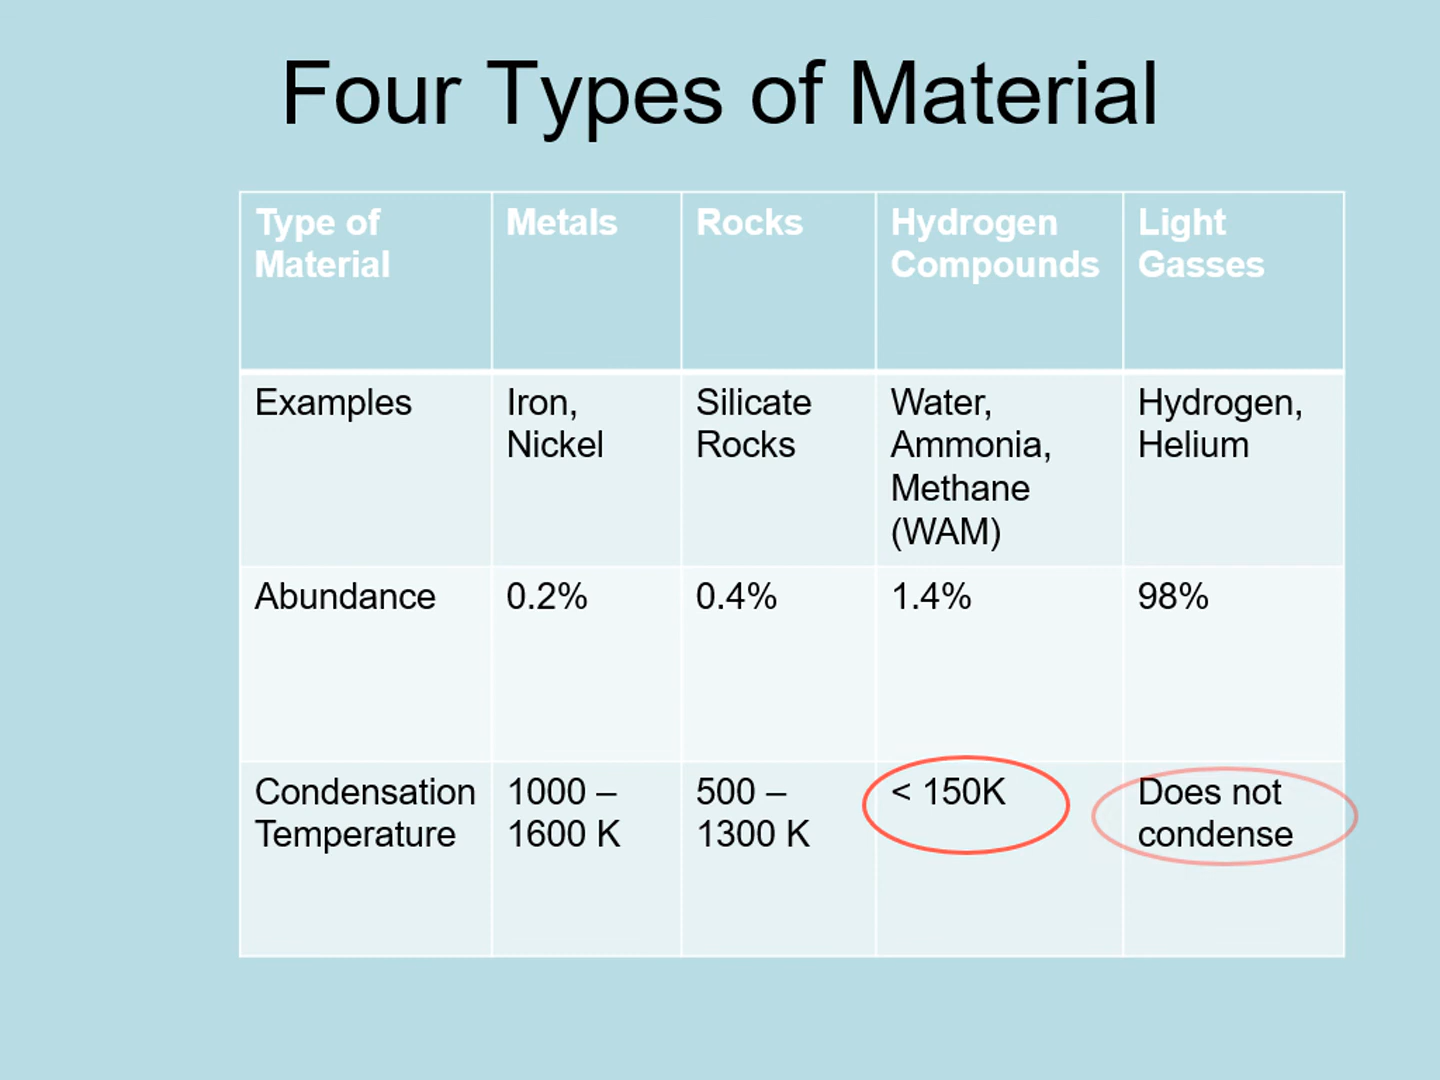 Four Types of Material
Type of
Material
Metals
Rocks
Hydrogen
Compounds
Light
Gasses
Examples
Iron,
Nickel
Silicate
Rocks
Water,
Ammonia,
Methane
(WAM)
Hydrogen,
Helium
Abundance
0.2%
0.4%
1.4%
98%
Condensation
Temperature
1000 –
1600 K
500 –
1300 K
< 150K
Does not
condense